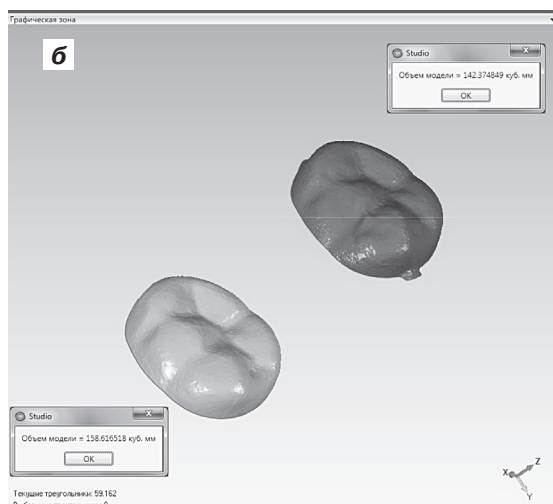 Графическая зона
б
Studio
X
Объем модели = 142.374849 куб. мм
OK
Studio
X
Объем модели = 158.616518 куб. мм
OK
Текущие треугольники: 59.162
X
Z
Y